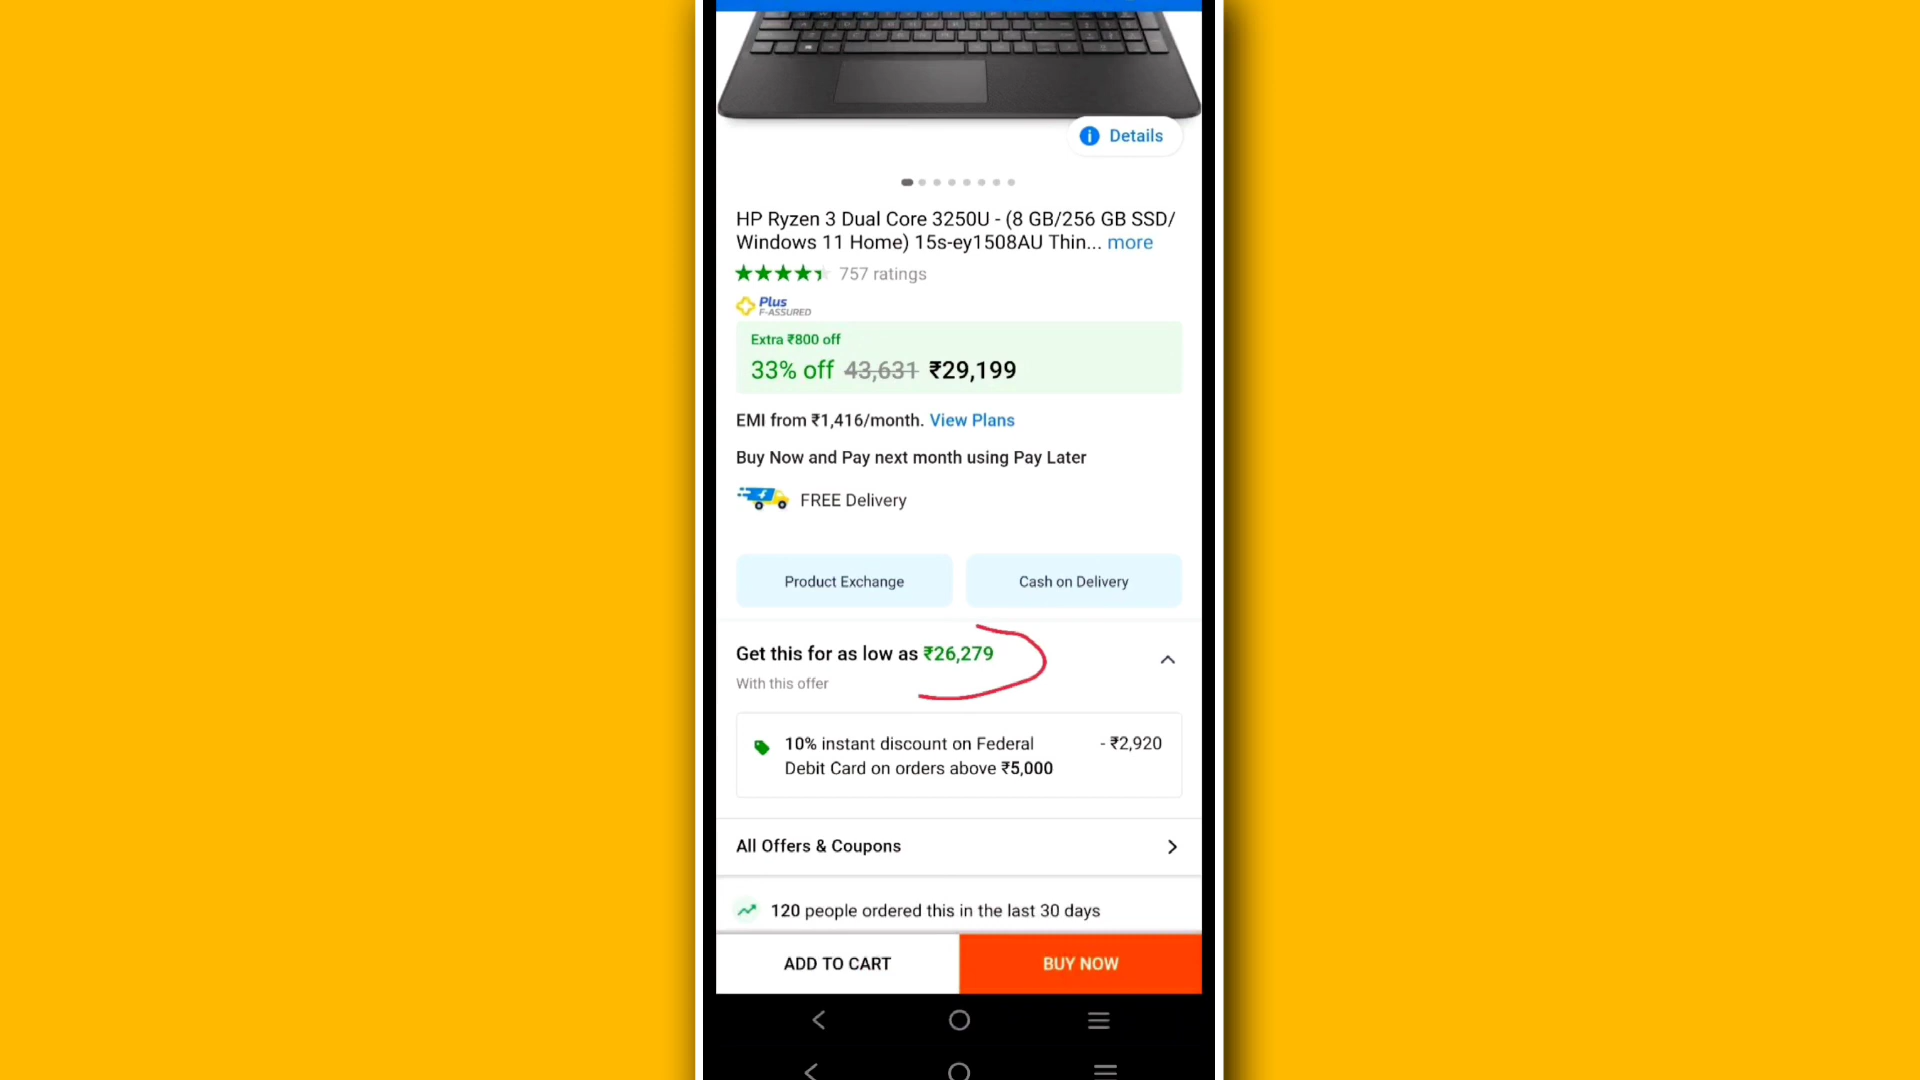 Details
HP Ryzen 3 Dual Core 3250U - (8 GB/256 GB SSD/
Windows 11 Home) 15s-ey1508AU Thin... more
757 ratings
Plus
F-ASSURED
Extra ₹800 off
33% off 43,631 ₹29,199
EMI from ₹1,416/month. View Plans
Buy Now and Pay next month using Pay Later
FREE Delivery
Product Exchange
Cash on Delivery
Get this for as low as ₹26,279
With this offer
10% instant discount on Federal - ₹2,920
Debit Card on orders above ₹5,000
All Offers & Coupons
120 people ordered this in the last 30 days
ADD TO CART
BUY NOW